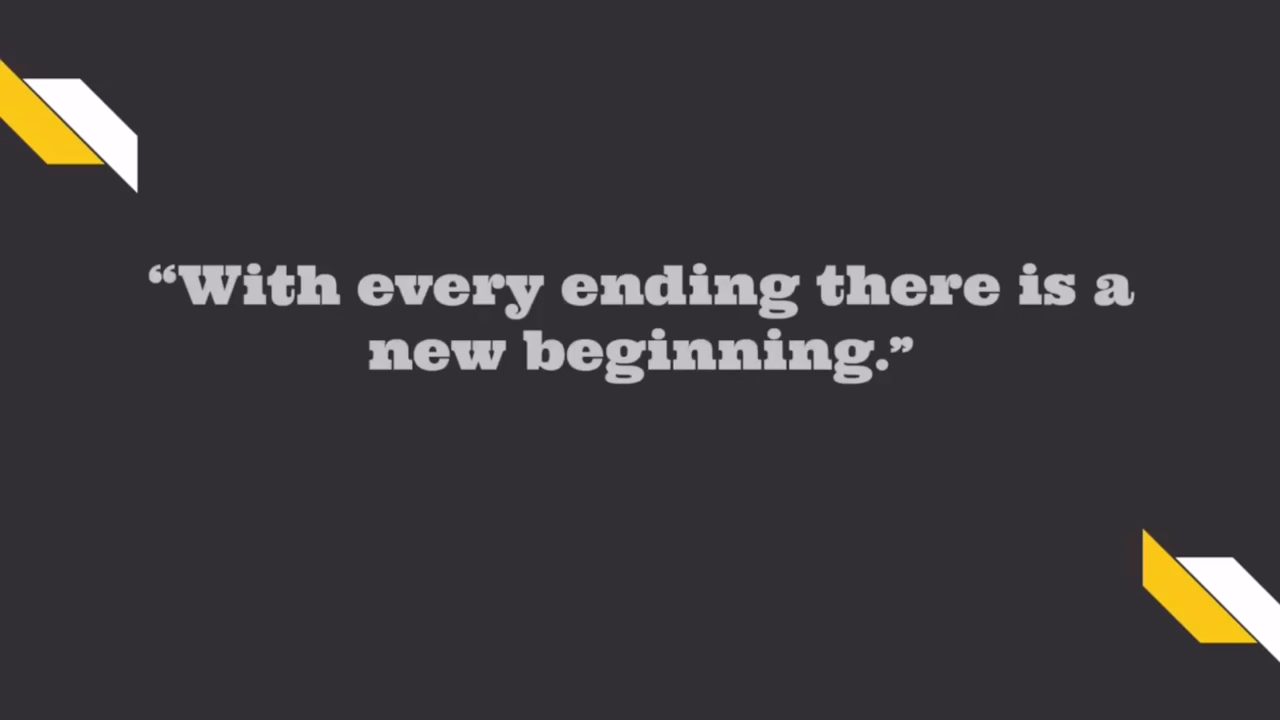 “With every ending there is a
new beginning.”